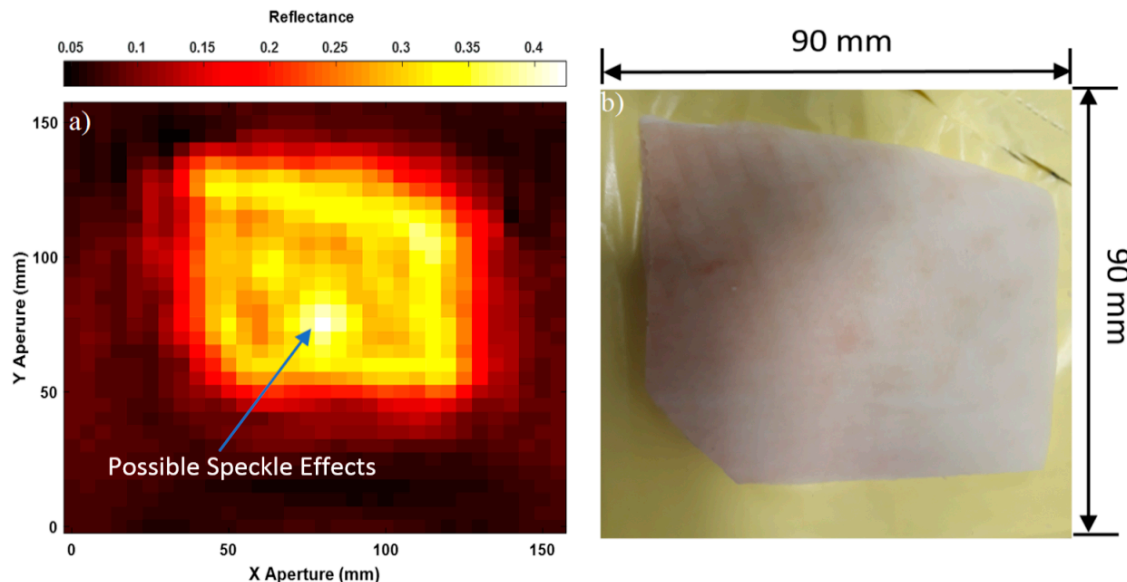 Reflectance
0.05 0.1 0.15 0.2 0.25 0.3 0.35 0.4
a)
150
100
50
0
Y Aperure (mm)
Possible Speckle Effects
0 50 100 150
X Aperture (mm)
90 mm
b)
90 mm